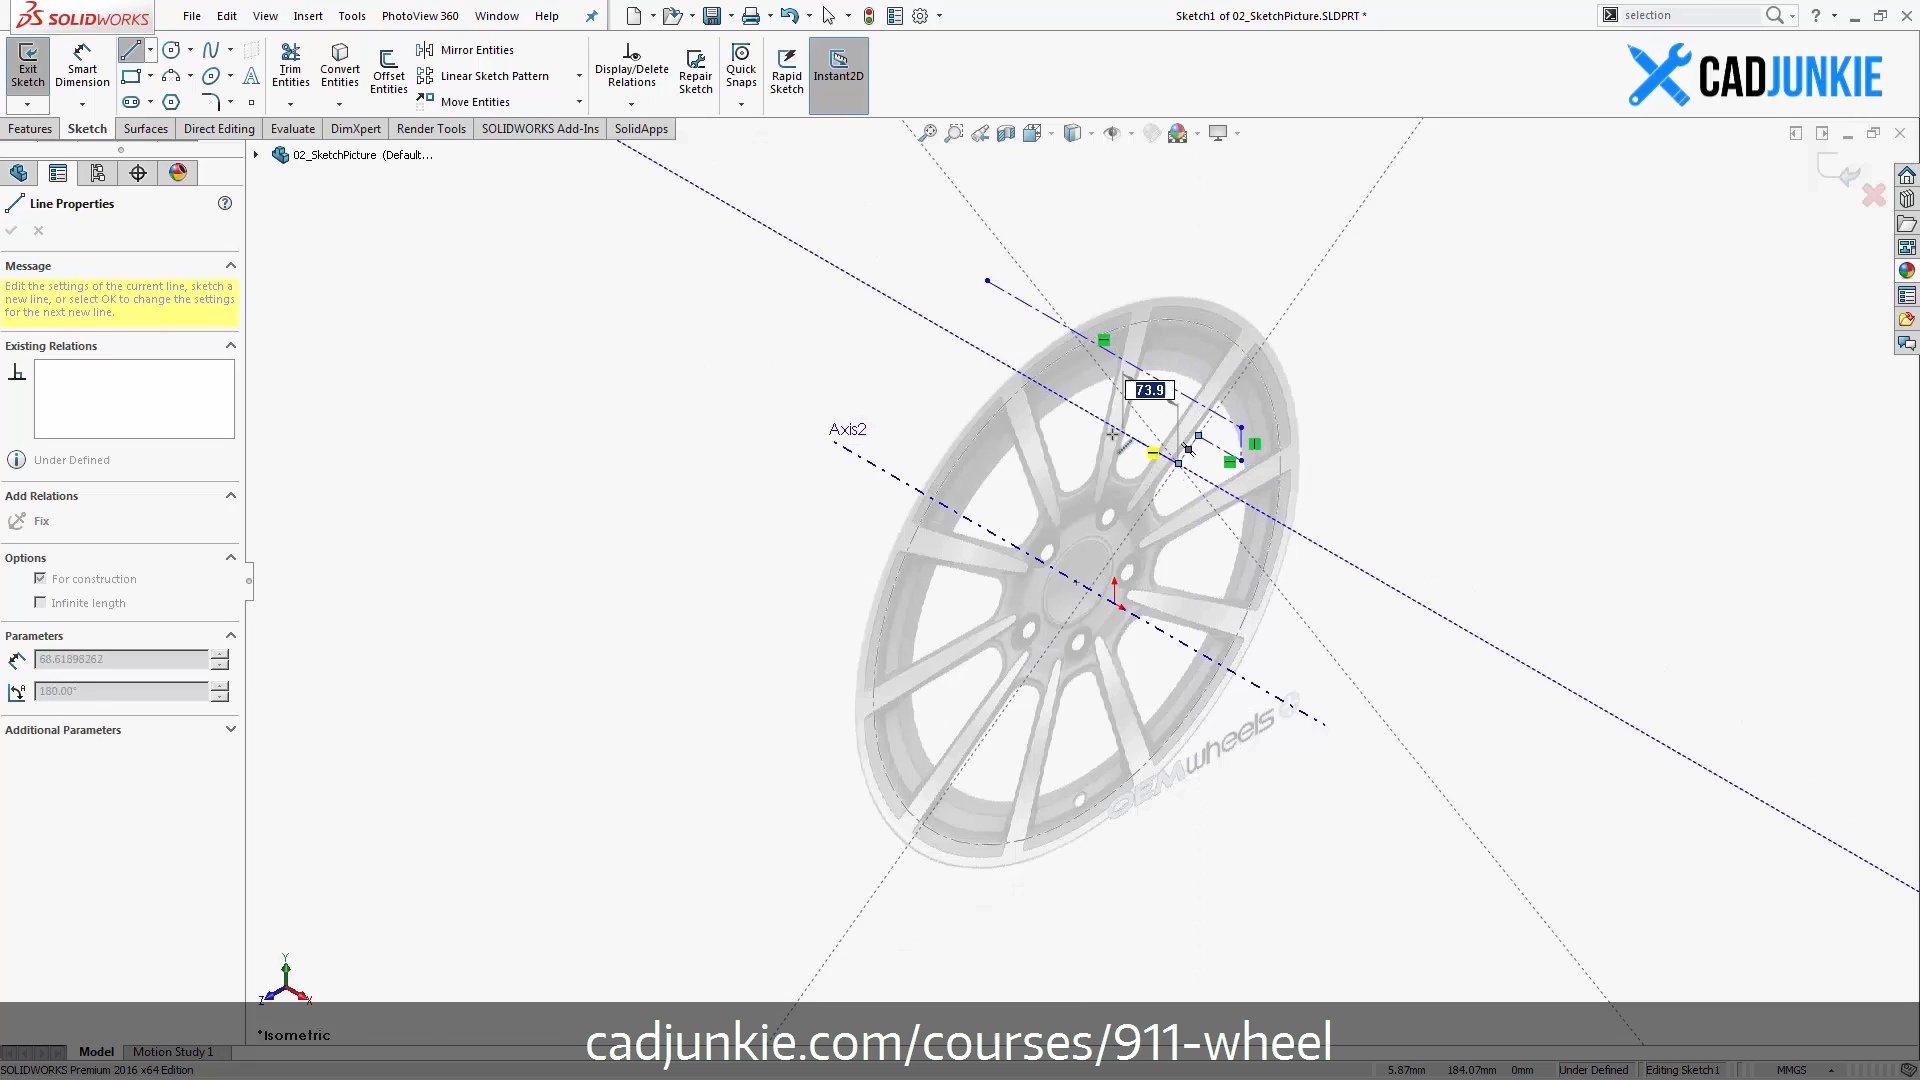 SOLIDWORKS
File Edit View Insert Tools PhotoView 360 Window Help
Sketch1 of 02_SketchPicture.SLDPRT *
selection
Exit Sketch
Smart Dimension
Trim Entities
Convert Entities
Offset Entities
Mirror Entities
Linear Sketch Pattern
Move Entities
Display/Delete Relations
Repair Sketch
Quick Snaps
Rapid Sketch
Instant2D
CADJUNKIE
Features Sketch Surfaces Direct Editing Evaluate DimXpert Render Tools SOLIDWORKS Add-Ins SolidApps
02_SketchPicture (Default...
Line Properties
Message
Edit the settings of the current line, sketch a
new line, or select OK to change the settings
for the next new line.
Existing Relations
Under Defined
Add Relations
Fix
Options
For construction
Infinite length
Parameters
68.61898262
180.00°
Additional Parameters
73.9
Axis2
OEMwheels
Y
Z
X
*Isometric
cadjunkie.com/courses/911-wheel
Model Motion Study 1
SOLIDWORKS Premium 2016 x64 Edition
5.87mm 184.07mm 0mm Under Defined Editing Sketch1 MMGS